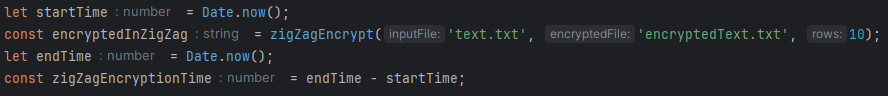 let startTime : number = Date.now();
const encryptedInZigZag : string = zigZagEncrypt( inputFile: 'text.txt', encryptedFile: 'encryptedText.txt', rows: 10);
let endTime : number = Date.now();
const zigZagEncryptionTime : number = endTime - startTime;